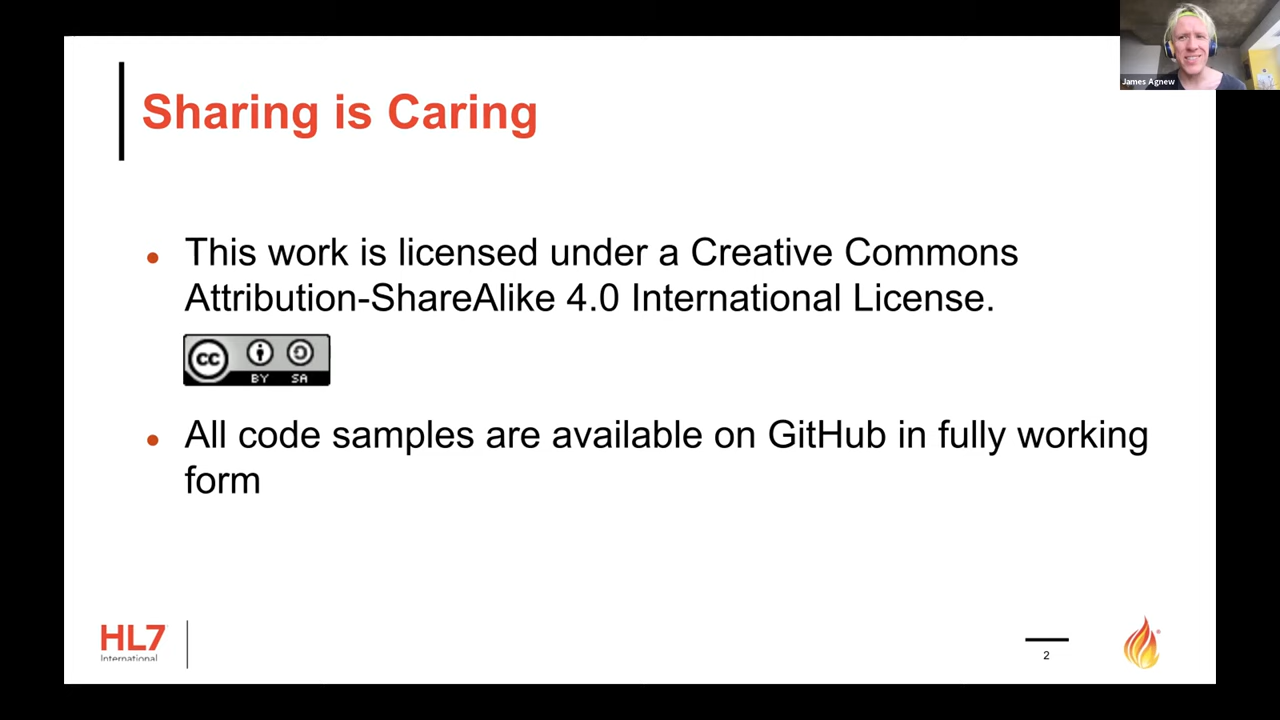 James Agnew
Sharing is Caring
This work is licensed under a Creative Commons
Attribution-ShareAlike 4.0 International License.
cc
BY SA
All code samples are available on GitHub in fully working
form
HL7
International
2